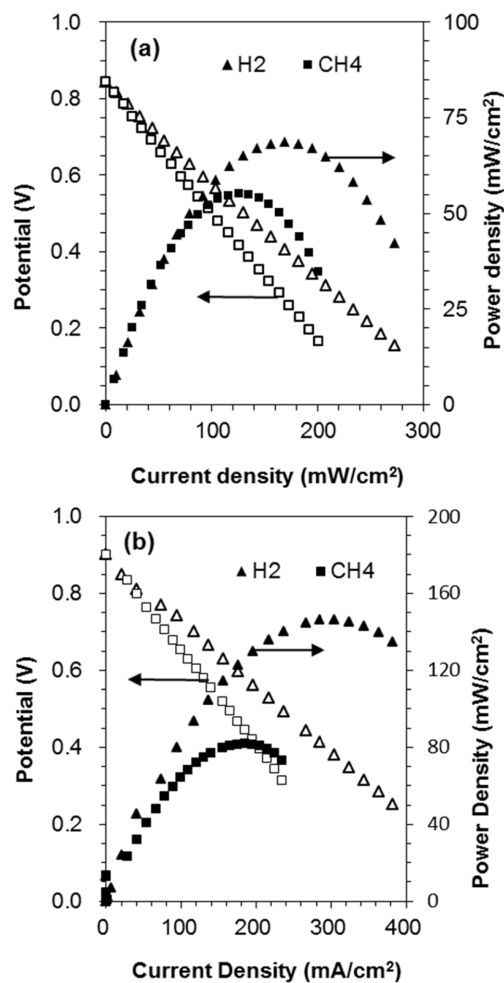 (a)
H2 CH4
1.0
0.8
0.6
0.4
0.2
0.0
Potential (V)
100
75
50
25
0
Power density (mW/cm²)
0 100 200 300
Current density (mW/cm²)
(b)
H2 CH4
1.0
0.8
0.6
0.4
0.2
0.0
Potential (V)
200
160
120
80
40
0
Power Density (mW/cm²)
0 100 200 300 400
Current Density (mA/cm²)